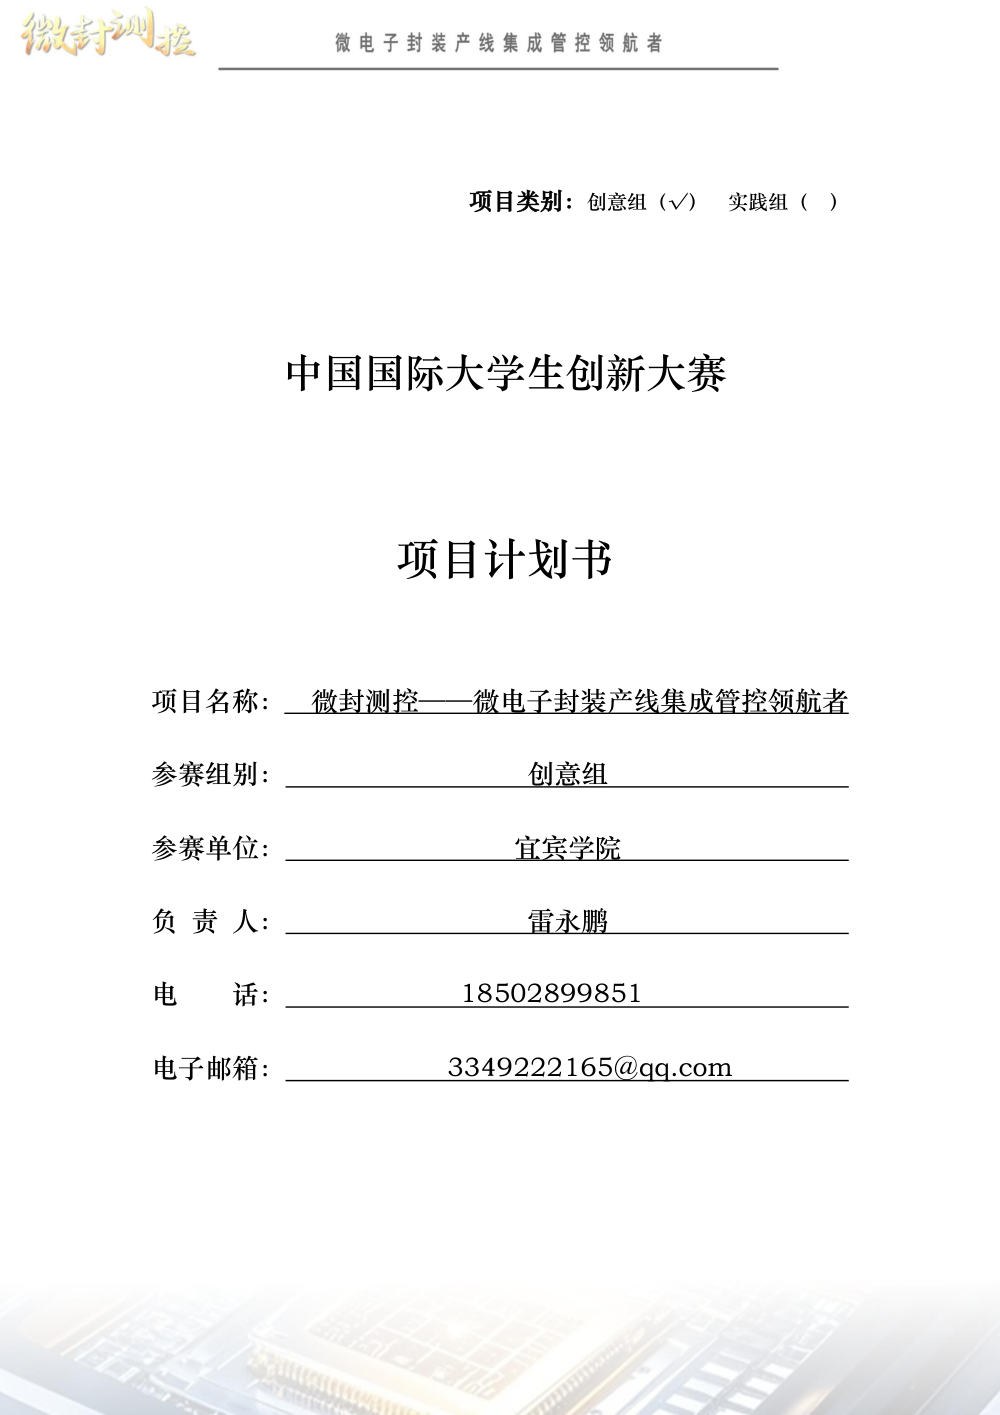 微封测控
微电子封装产线集成管控领航者
项目类别：创意组（√） 实践组（ ）
中国国际大学生创新大赛
项目计划书
项目名称： 微封测控——微电子封装产线集成管控领航者
参赛组别： 创意组
参赛单位： 宜宾学院
负 责 人： 雷永鹏
电 话： 18502899851
电子邮箱： 3349222165@qq.com